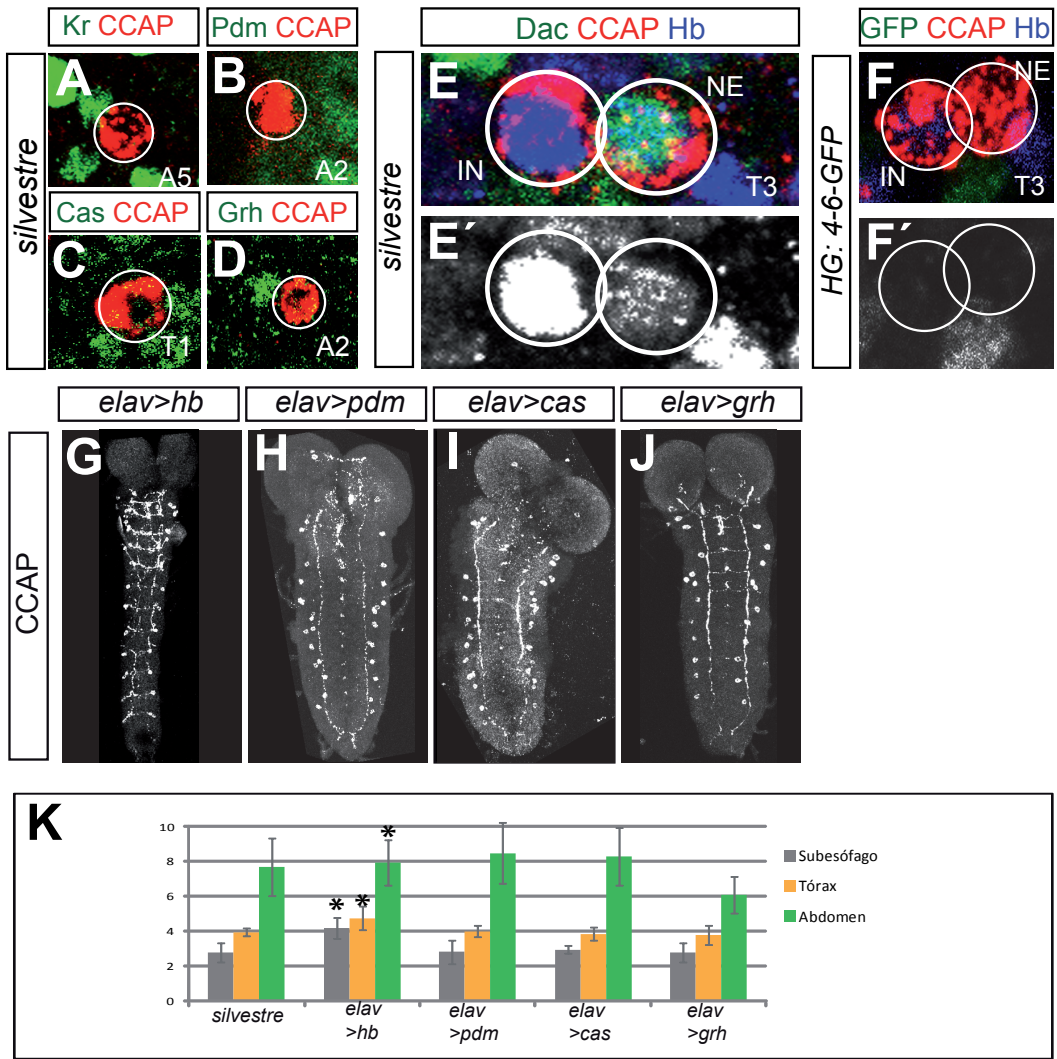 Kr CCAP
Pdm CCAP
Dac CCAP Hb
GFP CCAP Hb
silvestre
A
A5
B
A2
silvestre
E
NE
IN
T3
HG: 4-6-GFP
F
NE
IN
T3
Cas CCAP
Grh CCAP
C
T1
D
A2
E´
F´
elav>hb
elav>pdm
elav>cas
elav>grh
CCAP
G
H
I
J
K
10
8
6
4
2
0
* * *
Subesófago
Tórax
Abdomen
silvestre
elav
>hb
elav
>pdm
elav
>cas
elav
>grh